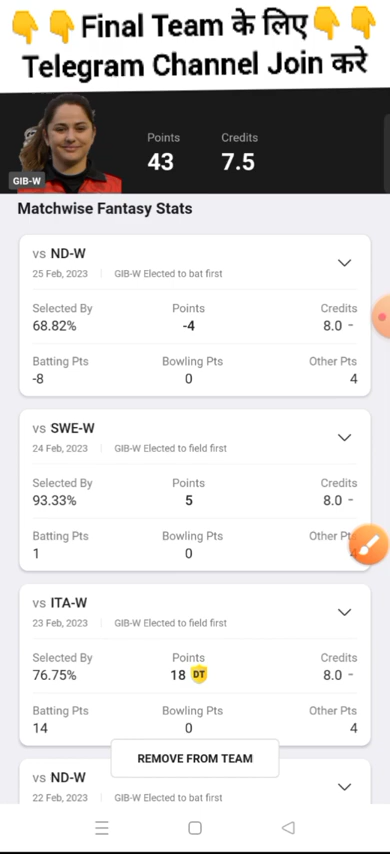 👇👇Final Team के लिए👇👇
Telegram Channel Join करे
Points Credits
43 7.5
GIB-W
Matchwise Fantasy Stats
vs ND-W
25 Feb, 2023 GIB-W Elected to bat first
Selected By Points Credits
68.82% -4 8.0 -
Batting Pts Bowling Pts Other Pts
-8 0 4
vs SWE-W
24 Feb, 2023 GIB-W Elected to field first
Selected By Points Credits
93.33% 5 8.0 -
Batting Pts Bowling Pts Other
1 0
vs ITA-W
23 Feb, 2023 GIB-W Elected to field first
Selected By Points Credits
76.75% 18 DT 8.0 -
Batting Pts Bowling Pts Other Pts
14 0 4
REMOVE FROM TEAM
vs ND-W
22 Feb, 2023 GIB-W Elected to bat first